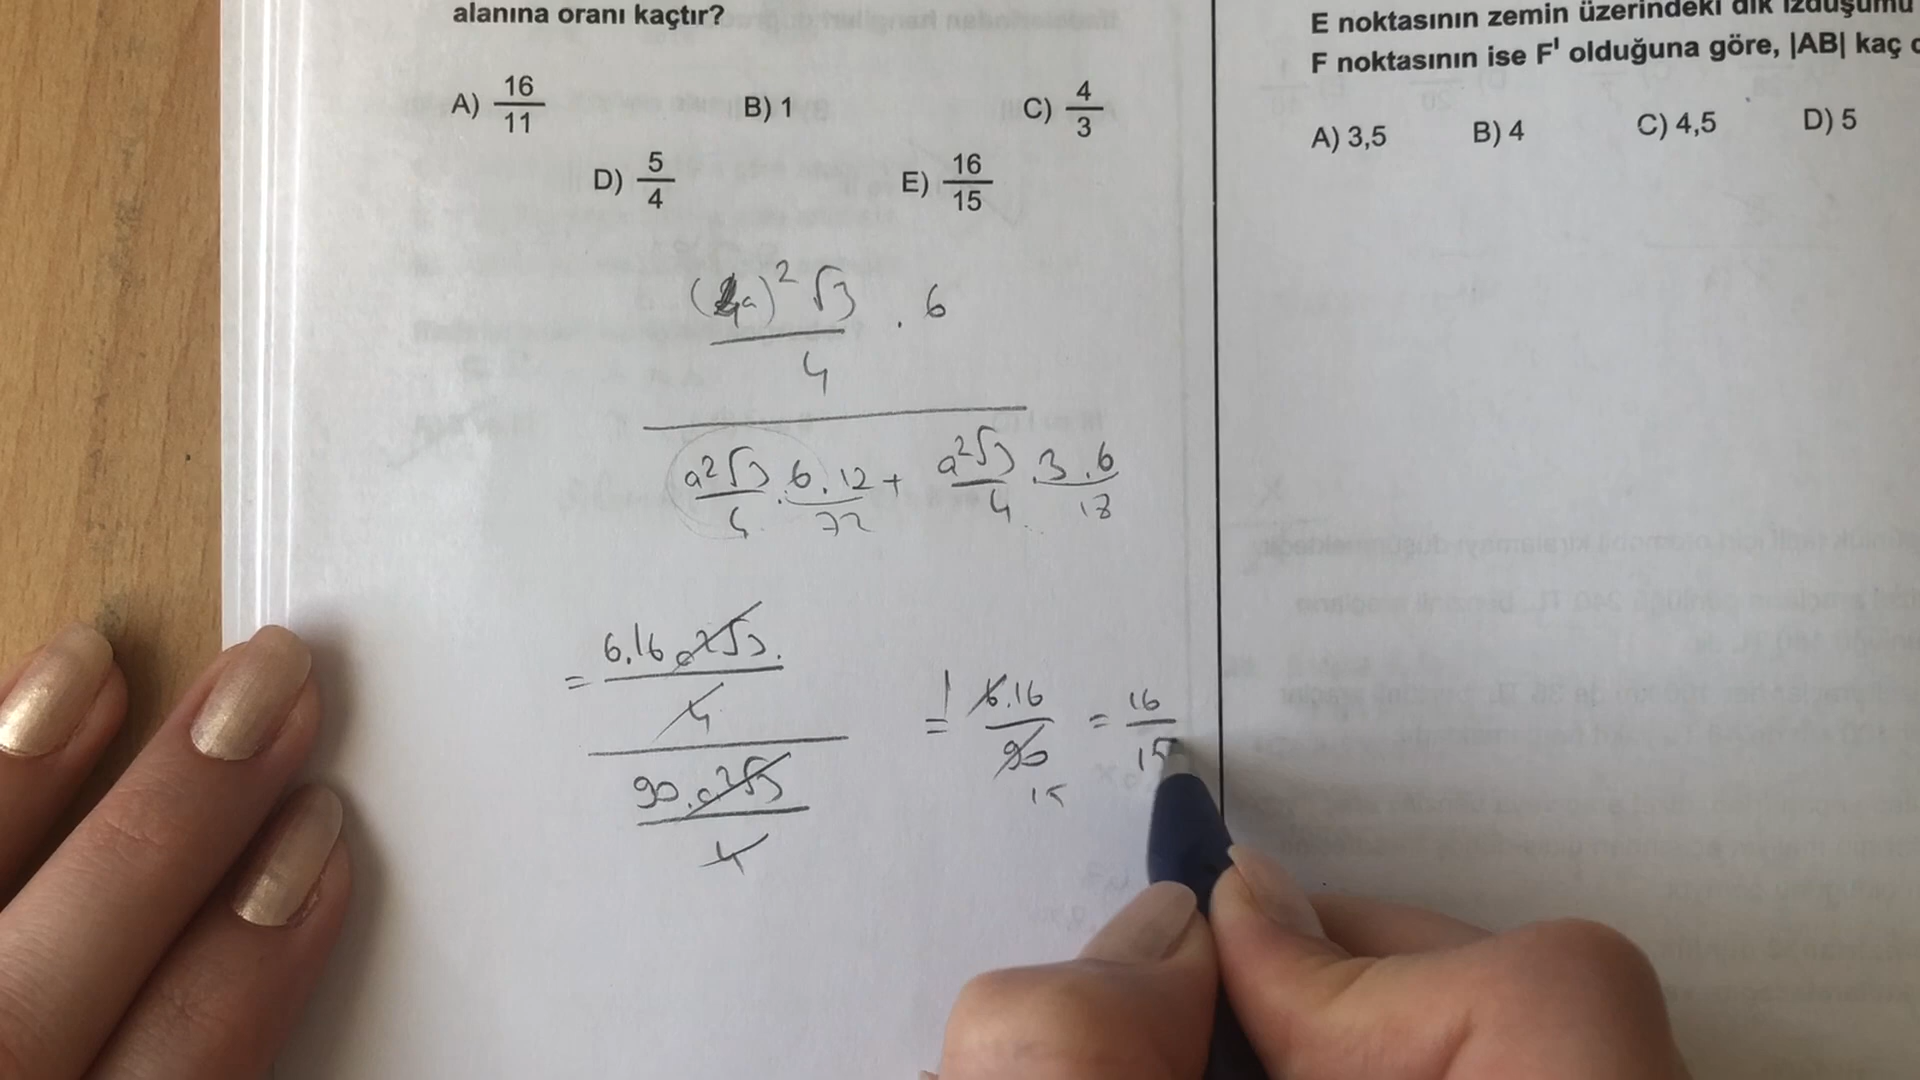 alanına oranı kaçtır?
A) 16/11 B) 1 C) 4/3
D) 5/4 E) 16/15
(4a)² √3 / 4 . 6
a²√3 / 4 . 6 . 12 + a²√3 / 4 . 3 . 6
72 18
= 6.16 a²√3 . / 4
90 . a²√3 / 4
= 6.16 / 90 = 16 / 15
15
E noktasının zemin üzerindeki dik izdüşümü
F noktasının ise F' olduğuna göre, |AB| kaç
A) 3,5 B) 4 C) 4,5 D) 5